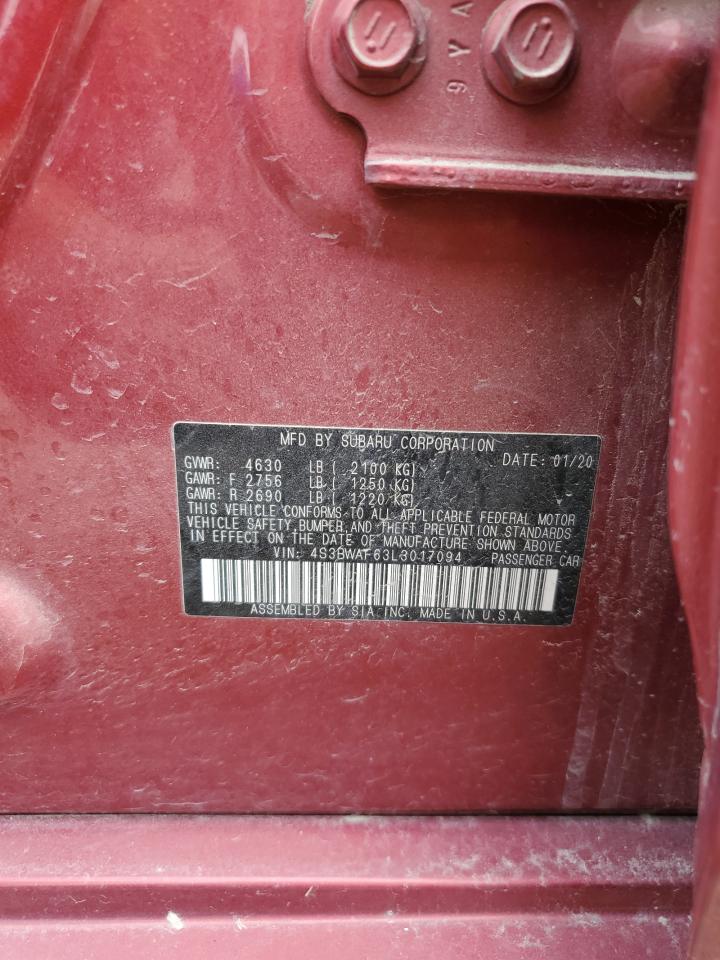 9YA
MFD BY SUBARU CORPORATION
DATE: 01/20
GVWR: 4630 LB ( 2100 KG)
GAWR: F 2756 LB ( 1250 KG)
GAWR: R 2690 LB ( 1220 KG)
THIS VEHICLE CONFORMS TO ALL APPLICABLE FEDERAL MOTOR
VEHICLE SAFETY, BUMPER, AND THEFT PREVENTION STANDARDS
IN EFFECT ON THE DATE OF MANUFACTURE SHOWN ABOVE.
VIN: 4S3BWAF63L3017094 PASSENGER CAR
ASSEMBLED BY SIA, INC. MADE IN U.S.A.